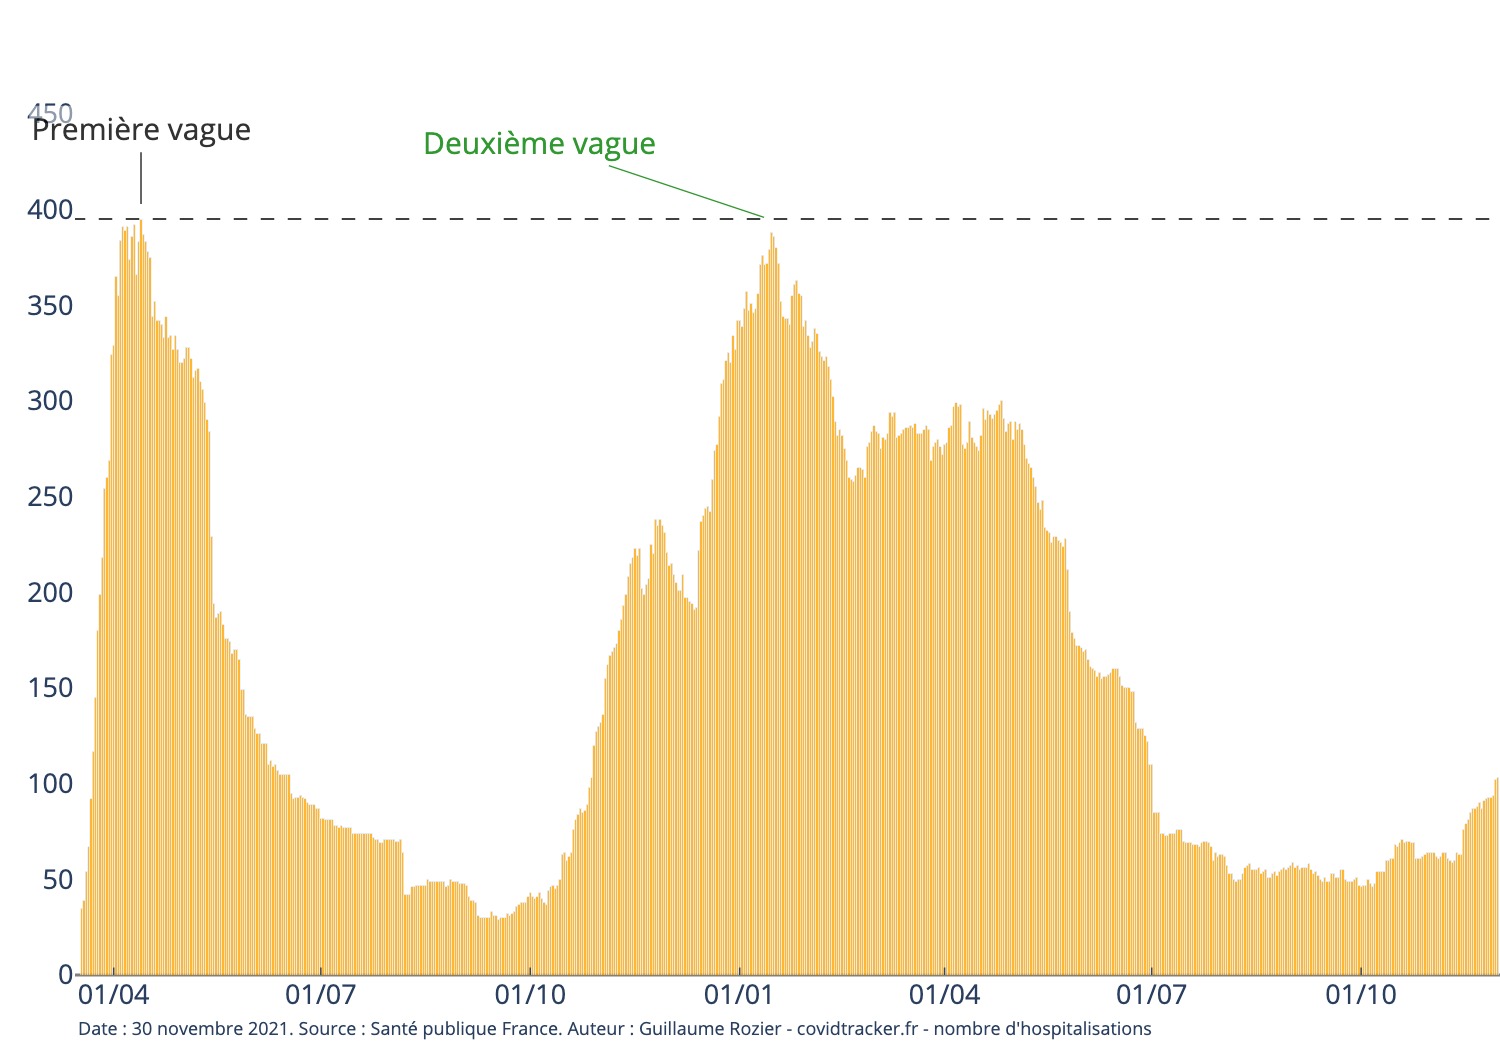 450
Première vague
Deuxième vague
400
350
300
250
200
150
100
50
0
01/04 01/07 01/10 01/01 01/04 01/07 01/10
Date : 30 novembre 2021. Source : Santé publique France. Auteur : Guillaume Rozier - covidtracker.fr - nombre d'hospitalisations